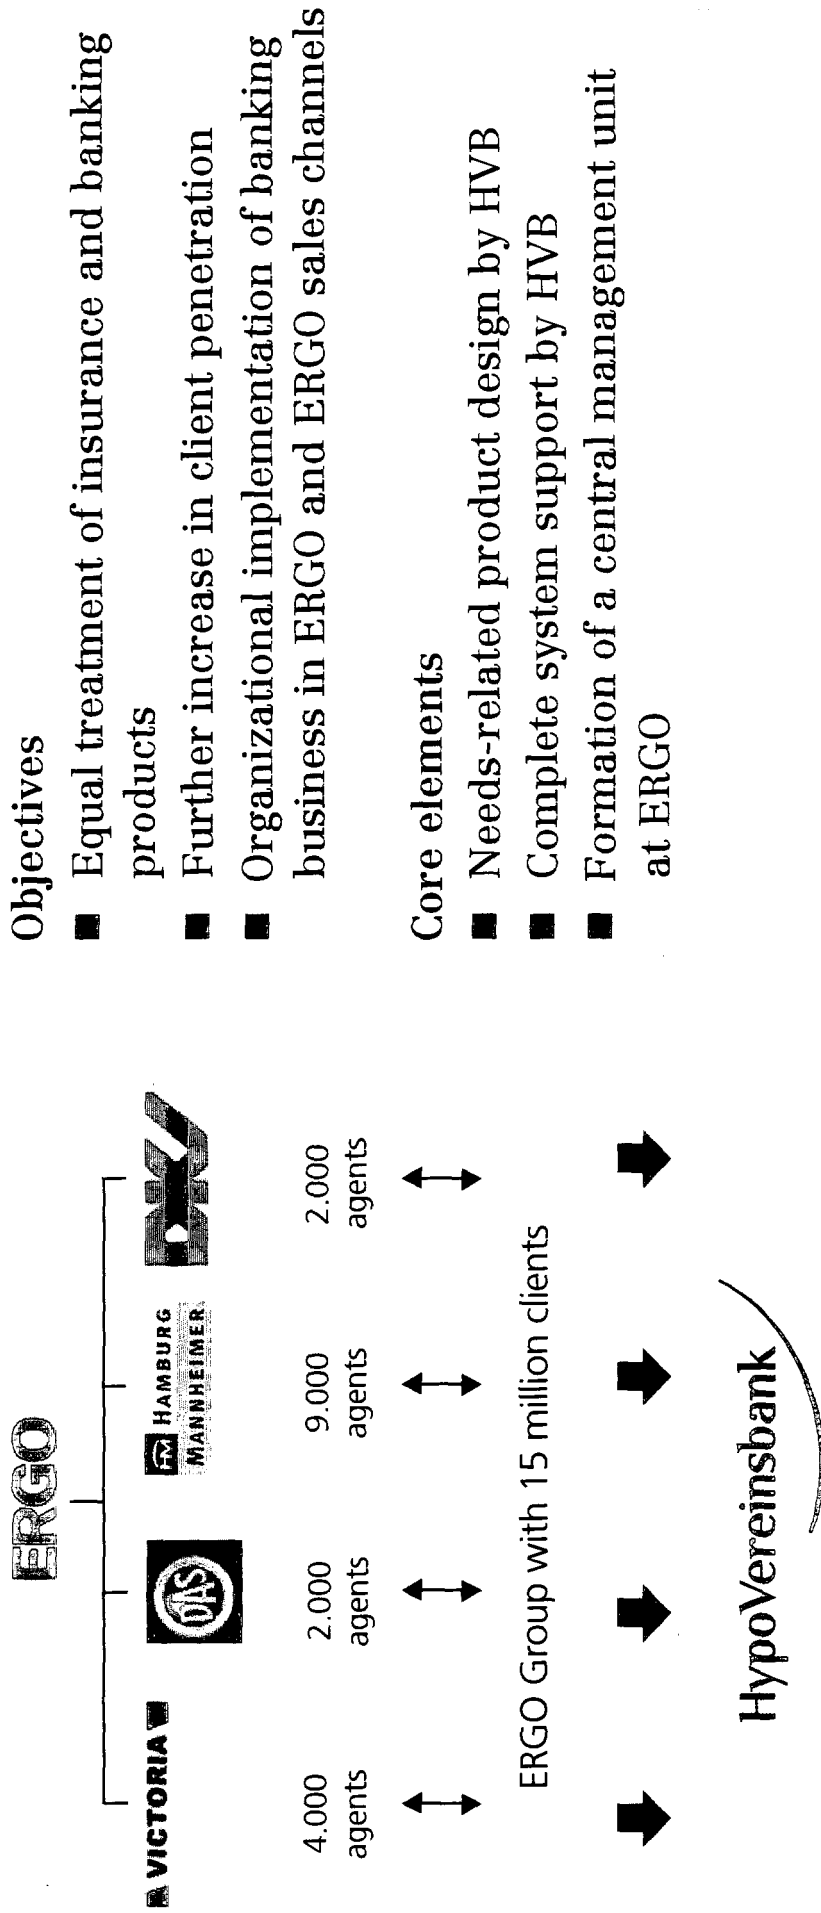 ERGO
VICTORIA
DAS
HM HAMBURG
MANNHEIMER
DKV
4.000
agents
2.000
agents
9.000
agents
2.000
agents
ERGO Group with 15 million clients
HypoVereinsbank
Objectives
■ Equal treatment of insurance and banking
products
■ Further increase in client penetration
■ Organizational implementation of banking
business in ERGO and ERGO sales channels
Core elements
■ Needs-related product design by HVB
■ Complete system support by HVB
■ Formation of a central management unit
at ERGO